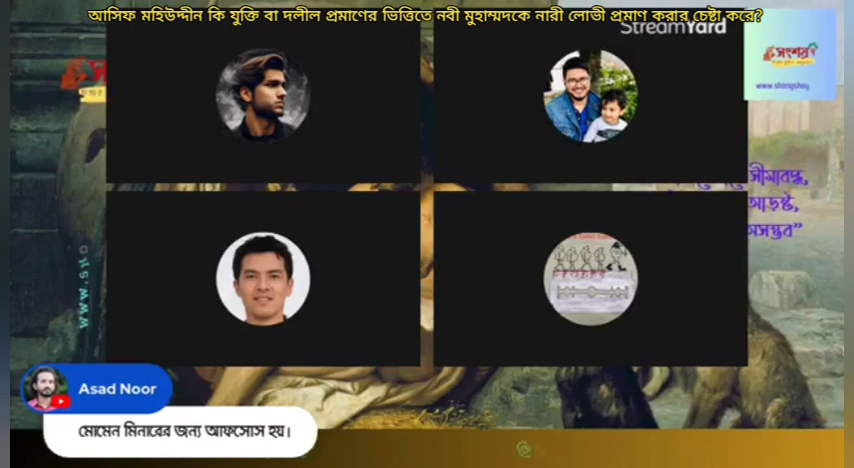 আসিফ মহিউদ্দীন কি যুক্তি বা দলীল প্রমাণের ভিত্তিতে নবী মুহাম্মদকে নারী লোভী প্রমাণ করার চেষ্টা করে?
StreamYard
সংশয়
www.shongshoy
সীমাবদ্ধ,
আড়ষ্ট,
অসম্ভব”
Asad Noor
মোমেন মিনারের জন্য আফসোস হয়।